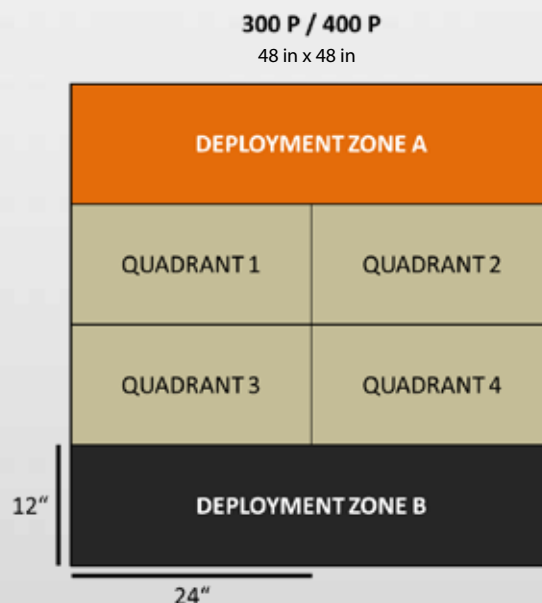 300 P / 400 P
48 in x 48 in
DEPLOYMENT ZONE A
QUADRANT 1
QUADRANT 2
QUADRANT 3
QUADRANT 4
12“
DEPLOYMENT ZONE B
24“